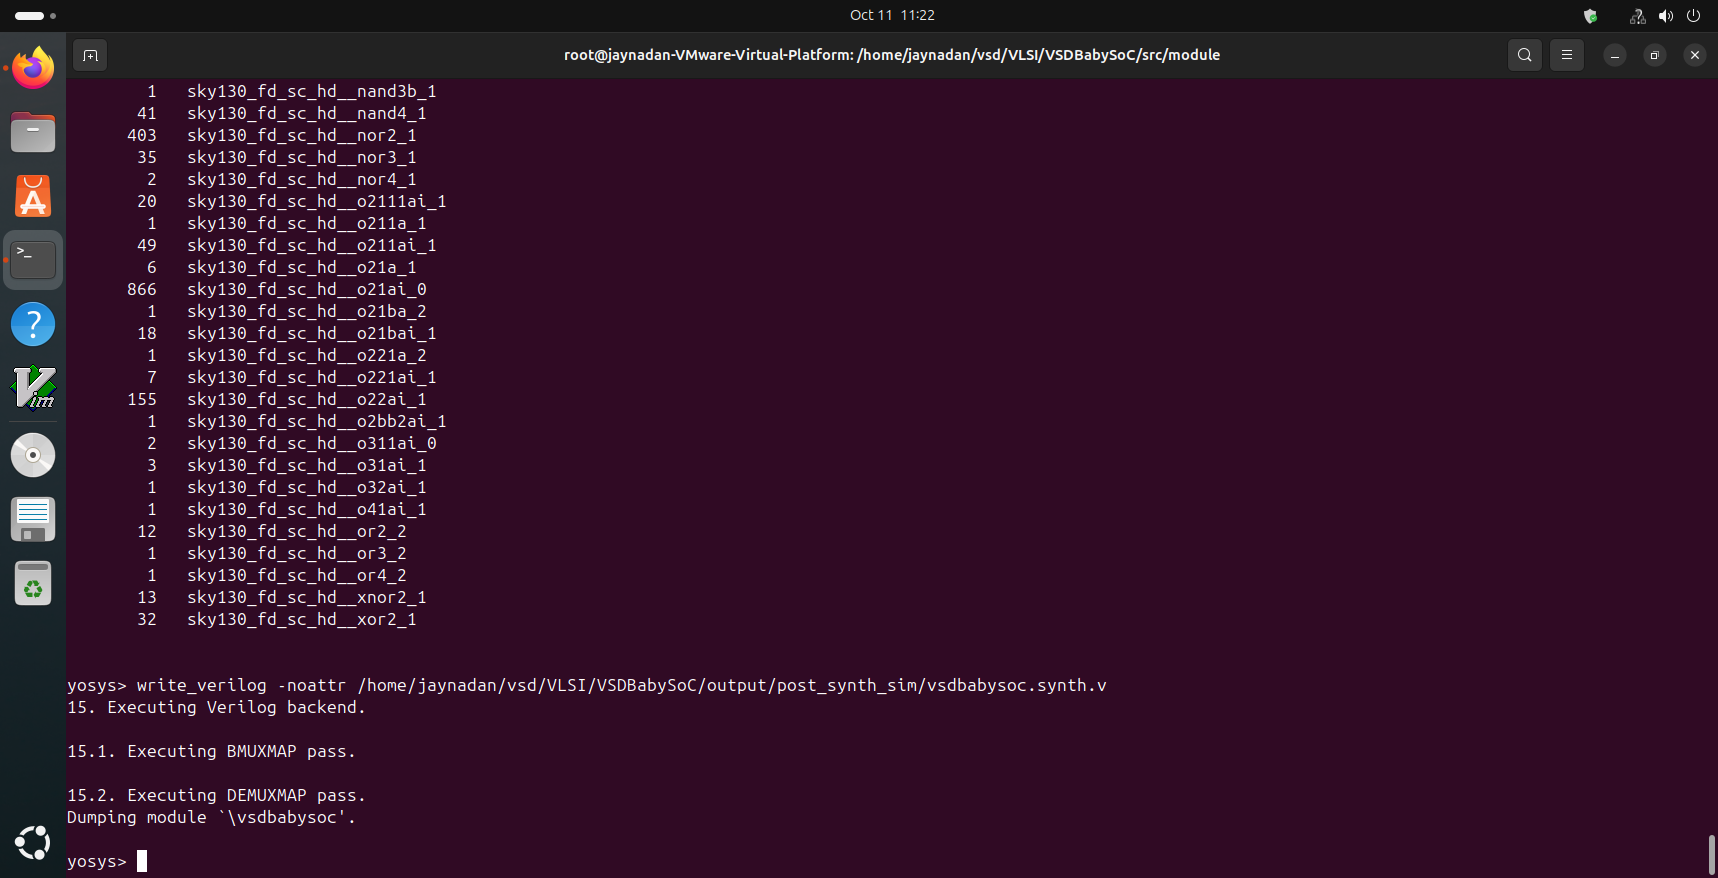 Oct 11 11:22
root@jaynadan-VMware-Virtual-Platform: /home/jaynadan/vsd/VLSI/VSDBabySoC/src/module
1 sky130_fd_sc_hd__nand3b_1
41 sky130_fd_sc_hd__nand4_1
403 sky130_fd_sc_hd__nor2_1
35 sky130_fd_sc_hd__nor3_1
2 sky130_fd_sc_hd__nor4_1
20 sky130_fd_sc_hd__o2111ai_1
1 sky130_fd_sc_hd__o211a_1
49 sky130_fd_sc_hd__o211ai_1
6 sky130_fd_sc_hd__o21a_1
866 sky130_fd_sc_hd__o21ai_0
1 sky130_fd_sc_hd__o21ba_2
18 sky130_fd_sc_hd__o21bai_1
1 sky130_fd_sc_hd__o221a_2
7 sky130_fd_sc_hd__o221ai_1
155 sky130_fd_sc_hd__o22ai_1
1 sky130_fd_sc_hd__o2bb2ai_1
2 sky130_fd_sc_hd__o311ai_0
3 sky130_fd_sc_hd__o31ai_1
1 sky130_fd_sc_hd__o32ai_1
1 sky130_fd_sc_hd__o41ai_1
12 sky130_fd_sc_hd__or2_2
1 sky130_fd_sc_hd__or3_2
1 sky130_fd_sc_hd__or4_2
13 sky130_fd_sc_hd__xnor2_1
32 sky130_fd_sc_hd__xor2_1
yosys> write_verilog -noattr /home/jaynadan/vsd/VLSI/VSDBabySoC/output/post_synth_sim/vsdbabysoc.synth.v
15. Executing Verilog backend.
15.1. Executing BMUXMAP pass.
15.2. Executing DEMUXMAP pass.
Dumping module `\vsdbabysoc'.
yosys>